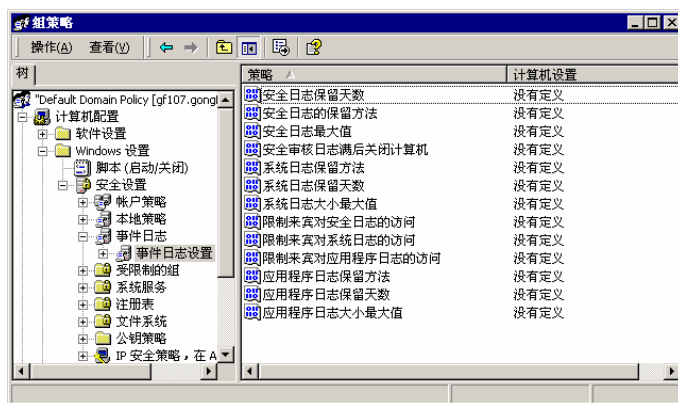 组策略
操作(A) 查看(V)
树
策略 计算机设置
"Default Domain Policy [gf107.gongl
计算机配置
软件设置
Windows 设置
脚本 (启动/关闭)
安全设置
帐户策略
本地策略
事件日志
事件日志设置
受限制的组
系统服务
注册表
文件系统
公钥策略
IP 安全策略，在 A
安全日志保留天数 没有定义
安全日志的保留方法 没有定义
安全日志最大值 没有定义
安全审核日志满后关闭计算机 没有定义
系统日志保留方法 没有定义
系统日志保留天数 没有定义
系统日志大小最大值 没有定义
限制来宾对安全日志的访问 没有定义
限制来宾对系统日志的访问 没有定义
限制来宾对应用程序日志的访问 没有定义
应用程序日志保留方法 没有定义
应用程序日志保留天数 没有定义
应用程序日志大小最大值 没有定义